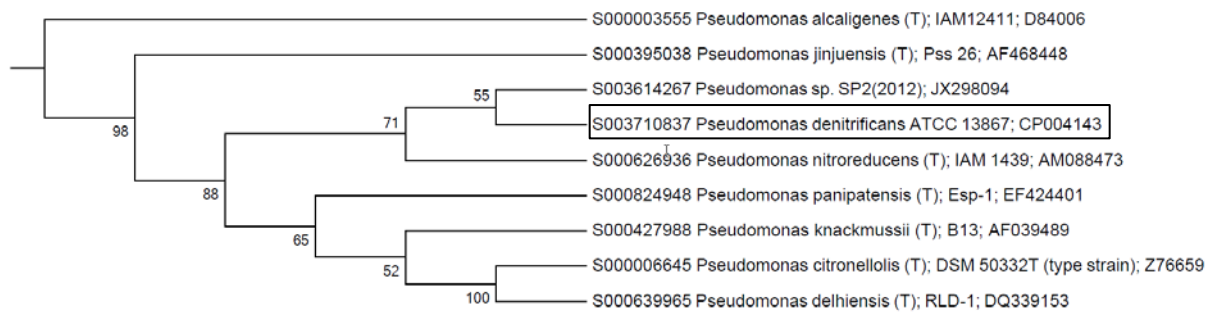 S000003555 Pseudomonas alcaligenes (T); IAM12411; D84006
S000395038 Pseudomonas jinjuensis (T); Pss 26; AF468448
S003614267 Pseudomonas sp. SP2(2012); JX298094
55
S003710837 Pseudomonas denitrificans ATCC 13867; CP004143
71
98
S000626936 Pseudomonas nitroreducens (T); IAM 1439; AM088473
88
S000824948 Pseudomonas panipatensis (T); Esp-1; EF424401
65
S000427988 Pseudomonas knackmussii (T); B13; AF039489
52
S000006645 Pseudomonas citronellolis (T); DSM 50332T (type strain); Z76659
100
S000639965 Pseudomonas delhiensis (T); RLD-1; DQ339153